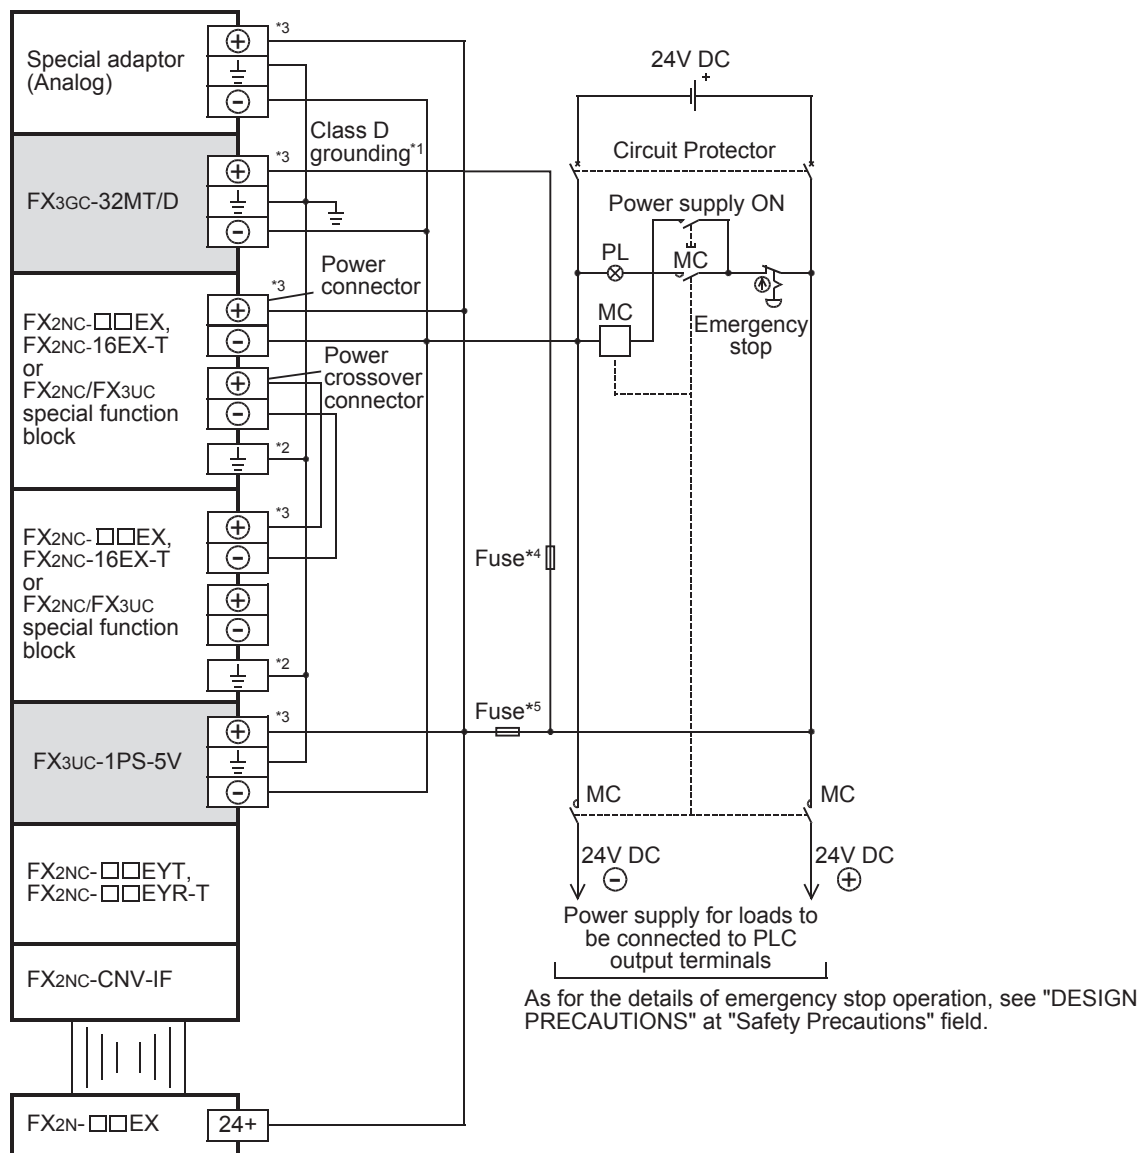 Special adaptor
(Analog)
*3
24V DC
+
Class D
grounding*1
Circuit Protector
FX3GC-32MT/D
*3
Power supply ON
PL
MC
Power
connector
*3
MC
Emergency
stop
FX2NC-□□EX,
FX2NC-16EX-T
or
FX2NC/FX3UC
special function
block
Power
crossover
connector
*2
FX2NC-□□EX,
FX2NC-16EX-T
or
FX2NC/FX3UC
special function
block
*3
Fuse*4
*2
Fuse*5
*3
FX3UC-1PS-5V
MC
MC
FX2NC-□□EYT,
FX2NC-□□EYR-T
24V DC
24V DC
Power supply for loads to
be connected to PLC
output terminals
FX2NC-CNV-IF
As for the details of emergency stop operation, see "DESIGN
PRECAUTIONS" at "Safety Precautions" field.
FX2N-□□EX
24+